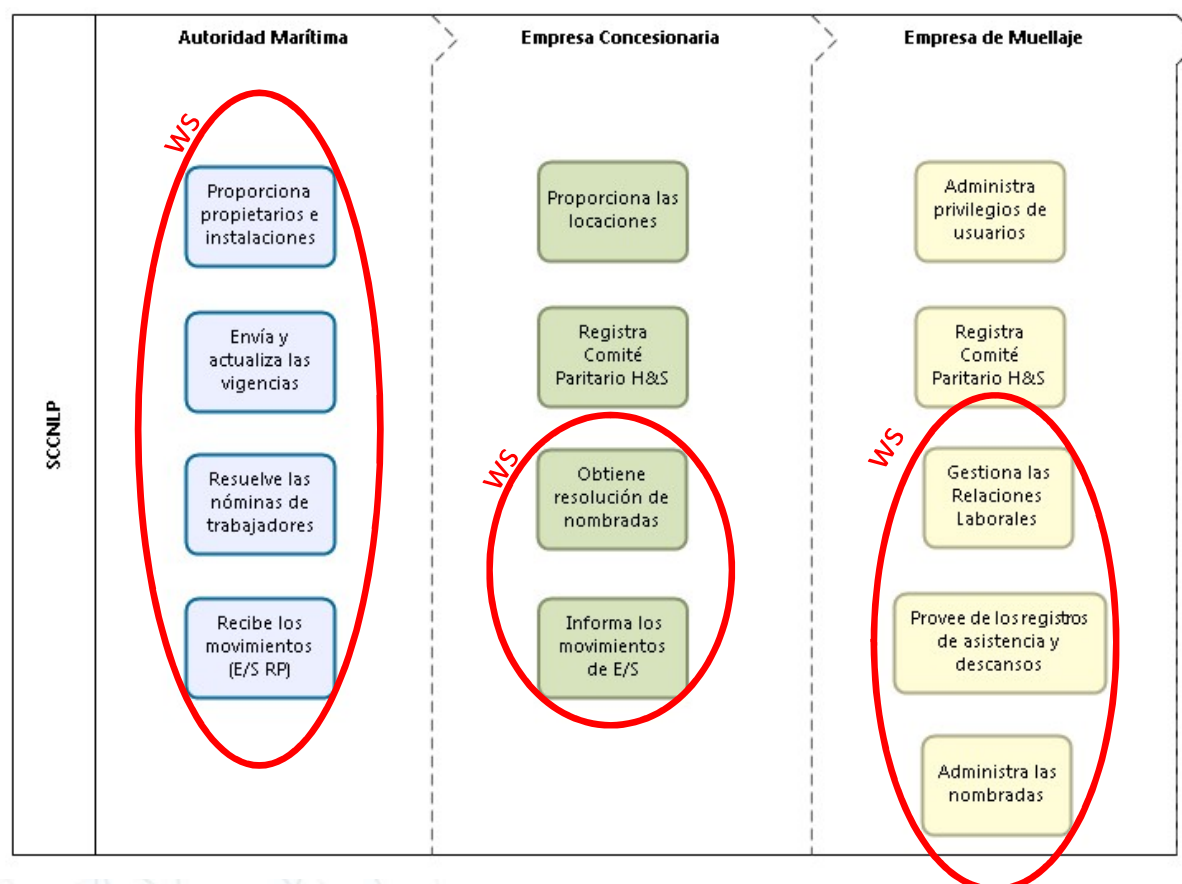 Autoridad Marítima
Empresa Concesionaria
Empresa de Muellaje
SCCNLP
WS
Proporciona
propietarios e
instalaciones
Envía y
actualiza las
vigencias
Resuelve las
nóminas de
trabajadores
Recibe los
movimientos
(E/S RP)
Proporciona las
locaciones
Registra
Comité
Paritario H&S
WS
Obtiene
resolución de
nombradas
Informa los
movimientos
de E/S
Administra
privilegios de
usuarios
Registra
Comité
Paritario H&S
WS
Gestiona las
Relaciones
Laborales
Provee de los registros
de asistencia y
descansos
Administra las
nombradas